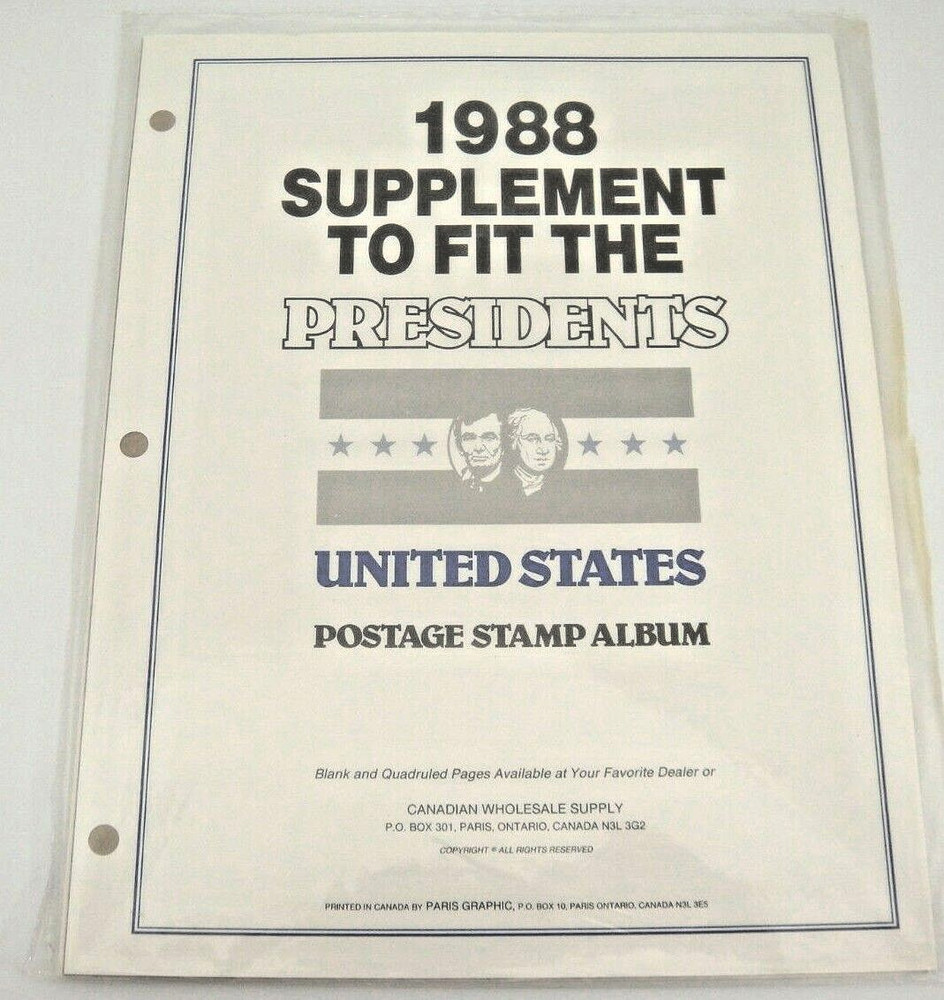 1988
SUPPLEMENT
TO FIT THE
PRESIDENTS
UNITED STATES
POSTAGE STAMP ALBUM
Blank and Quadruled Pages Available at Your Favorite Dealer or
CANADIAN WHOLESALE SUPPLY
P.O. BOX 301, PARIS, ONTARIO, CANADA N3L 3G2
COPYRIGHT © ALL RIGHTS RESERVED
PRINTED IN CANADA BY PARIS GRAPHIC, P.O. BOX 10, PARIS ONTARIO, CANADA N3L 3E5